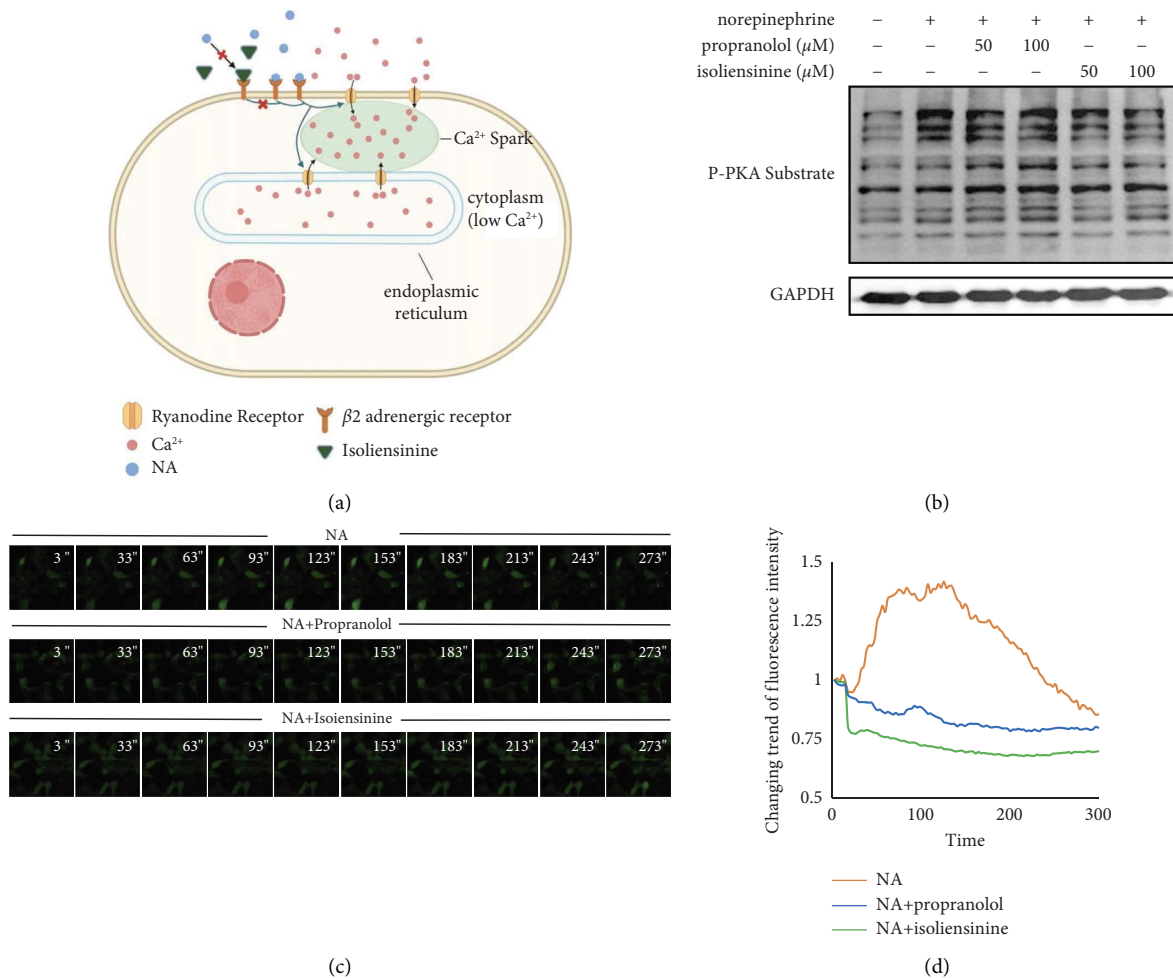 Ca²⁺ Spark
cytoplasm
(low Ca²⁺)
endoplasmic
reticulum
Ryanodine Receptor
β2 adrenergic receptor
Ca²⁺
Isoliensinine
NA
(a)
norepinephrine – + + + + +
propranolol (μM) – – 50 100 – –
isoliensinine (μM) – – – – 50 100
P-PKA Substrate
GAPDH
(b)
NA
3 " 33" 63" 93" 123" 153" 183" 213" 243" 273"
NA+Propranolol
3 " 33" 63" 93" 123" 153" 183" 213" 243" 273"
NA+Isoiensinine
3 " 33" 63" 93" 123" 153" 183" 213" 243" 273"
(c)
Changing trend of fluorescence intensity
1.5
1.25
1
0.75
0.5
0 100 200 300
Time
NA
NA+propranolol
NA+isoliensinine
(d)